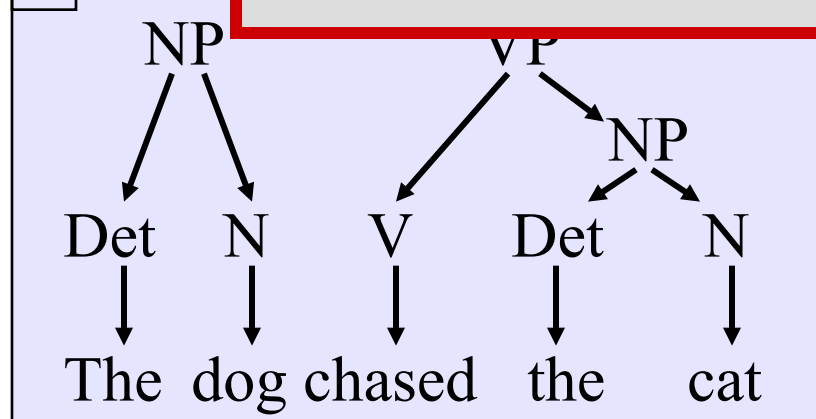 NP VP
NP
Det N V Det N
The dog chased the cat